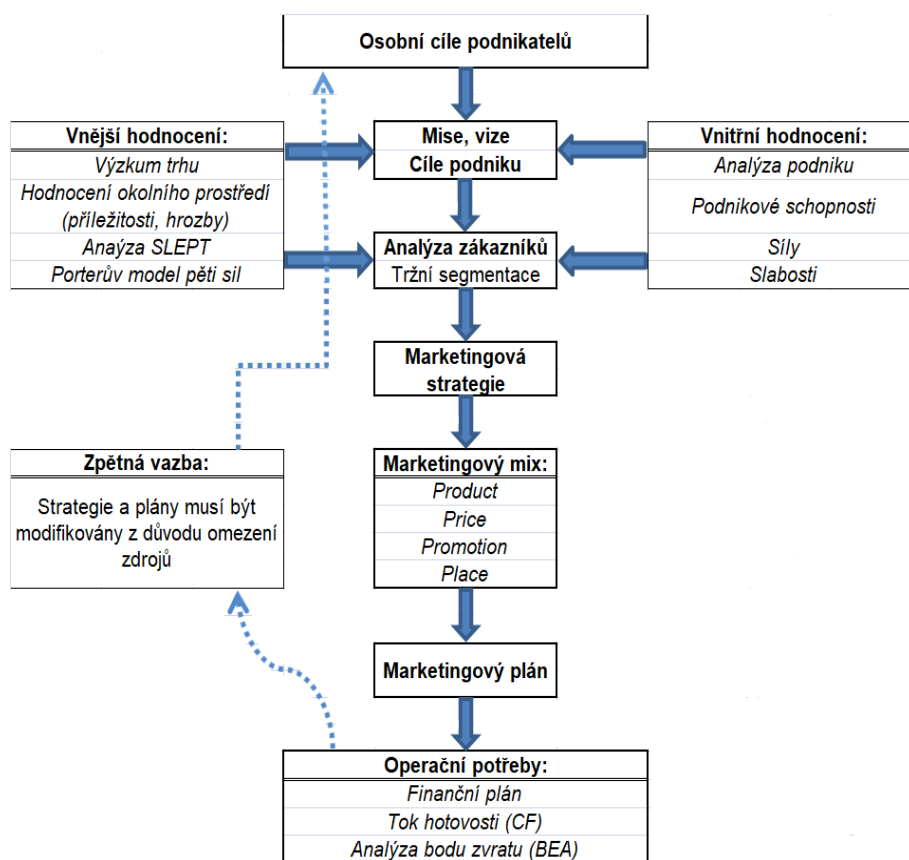 Osobní cíle podnikatelů
Vnější hodnocení:
Výzkum trhu
Hodnocení okolního prostředí
(příležitosti, hrozby)
Anaýza SLEPT
Porterův model pěti sil
Mise, vize
Cíle podniku
Vnitřní hodnocení:
Analýza podniku
Podnikové schopnosti
Síly
Slabosti
Analýza zákazníků
Tržní segmentace
Marketingová
strategie
Zpětná vazba:
Strategie a plány musí být
modifikovány z důvodu omezení
zdrojů
Marketingový mix:
Product
Price
Promotion
Place
Marketingový plán
Operační potřeby:
Finanční plán
Tok hotovosti (CF)
Analýza bodu zvratu (BEA)